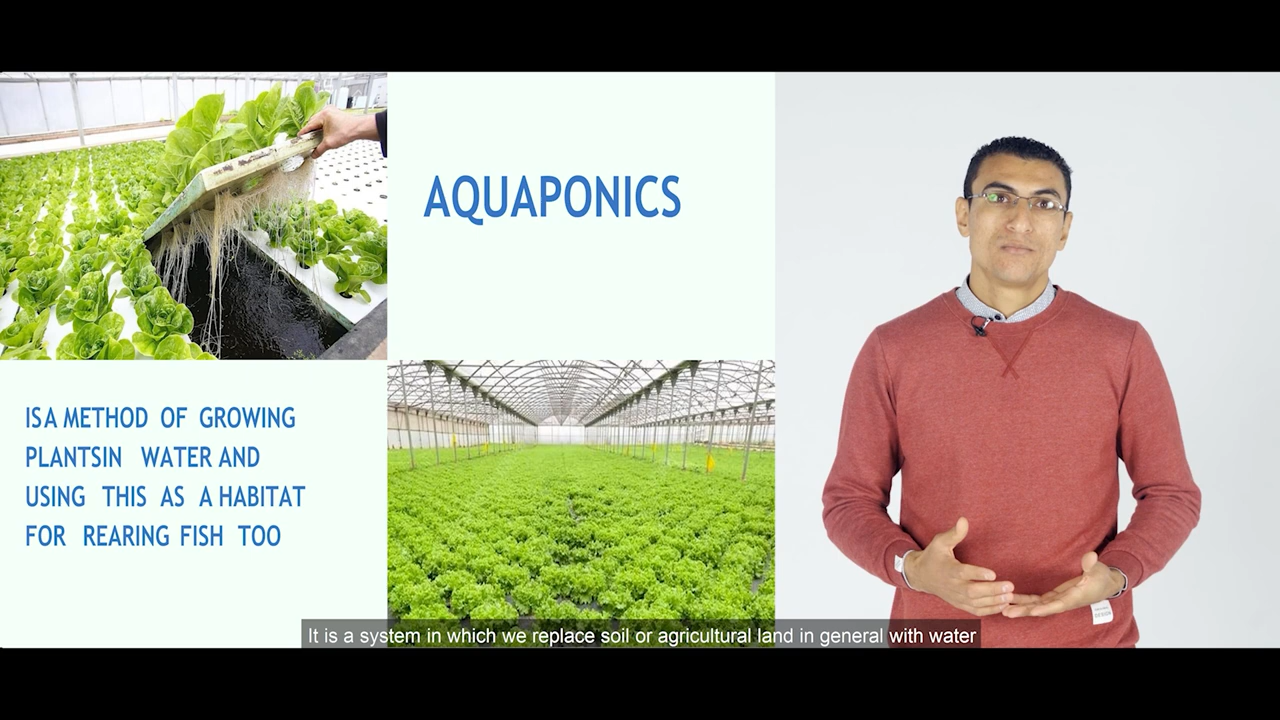 AQUAPONICS
ISA METHOD OF GROWING
PLANTSIN WATER AND
USING THIS AS A HABITAT
FOR REARING FISH TOO
It is a system in which we replace soil or agricultural land in general with water